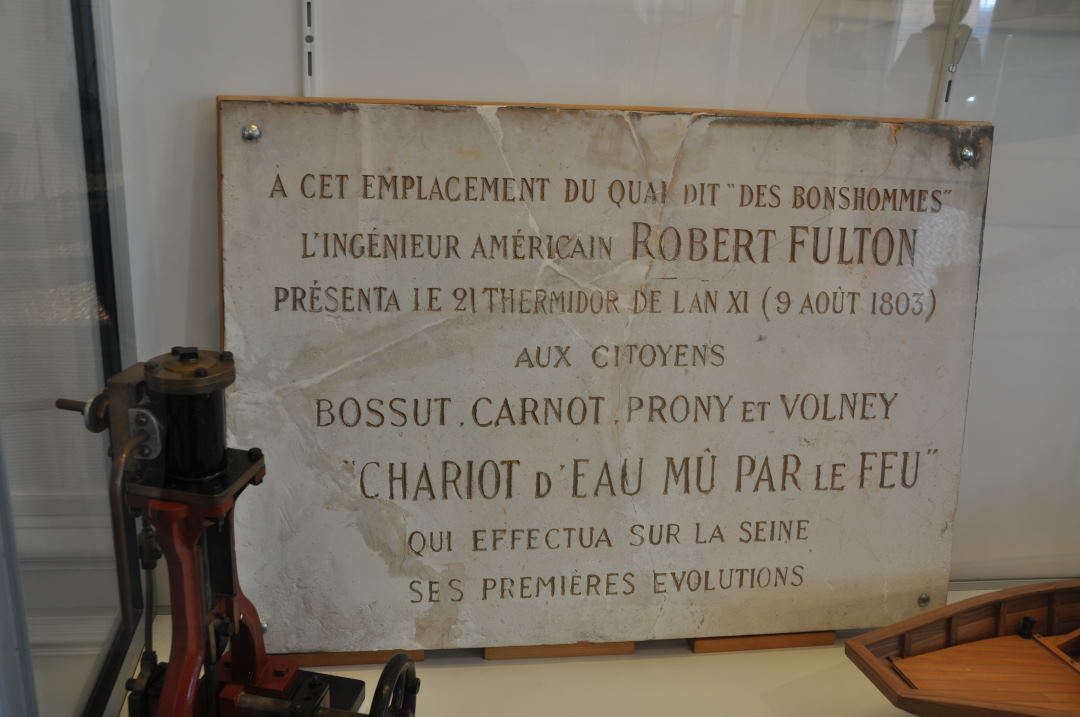 À CET EMPLACEMENT DU QUAI DIT "DES BONSHOMMES"
L'INGÉNIEUR AMÉRICAIN ROBERT FULTON
PRÉSENTA LE 21 THERMIDOR DE L'AN XI (9 AOÛT 1803)
AUX CITOYENS
BOSSUT, CARNOT, PRONY ET VOLNEY
"CHARIOT D'EAU MÛ PAR LE FEU"
QUI EFFECTUA SUR LA SEINE
SES PREMIÈRES EVOLUTIONS